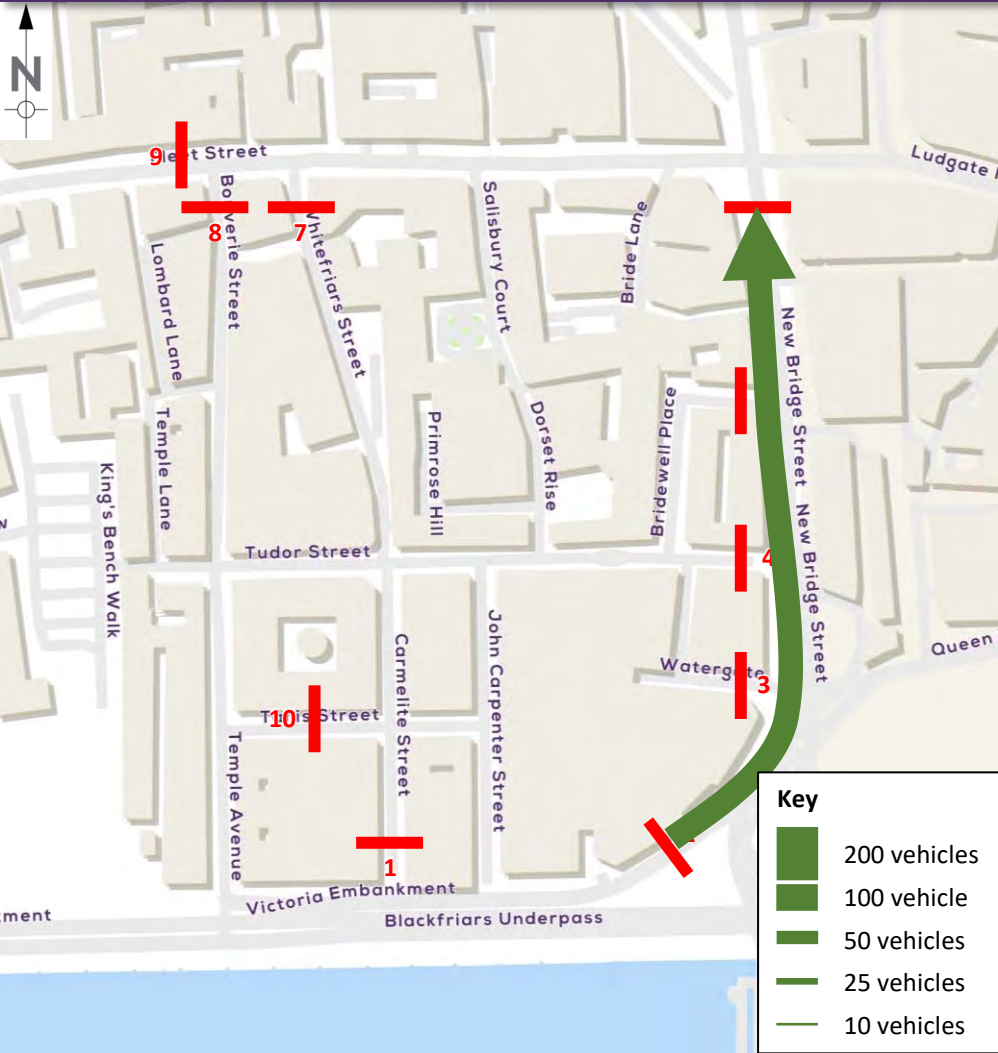 N
9
Fleet Street
Ludgate
8
7
Bouverie Street
Whitefriars Street
Salisbury Court
Bride Lane
Lombard Lane
New Bridge Street
Temple Lane
King's Bench Walk
Primrose Hill
Dorset Rise
Bridewell Place
New Bridge Street
Tudor Street
4
Carmelite Street
John Carpenter Street
Watergate
3
Queen
10
Tallis Street
Temple Avenue
1
Victoria Embankment
Blackfriars Underpass
Key
200 vehicles
100 vehicle
50 vehicles
25 vehicles
10 vehicles